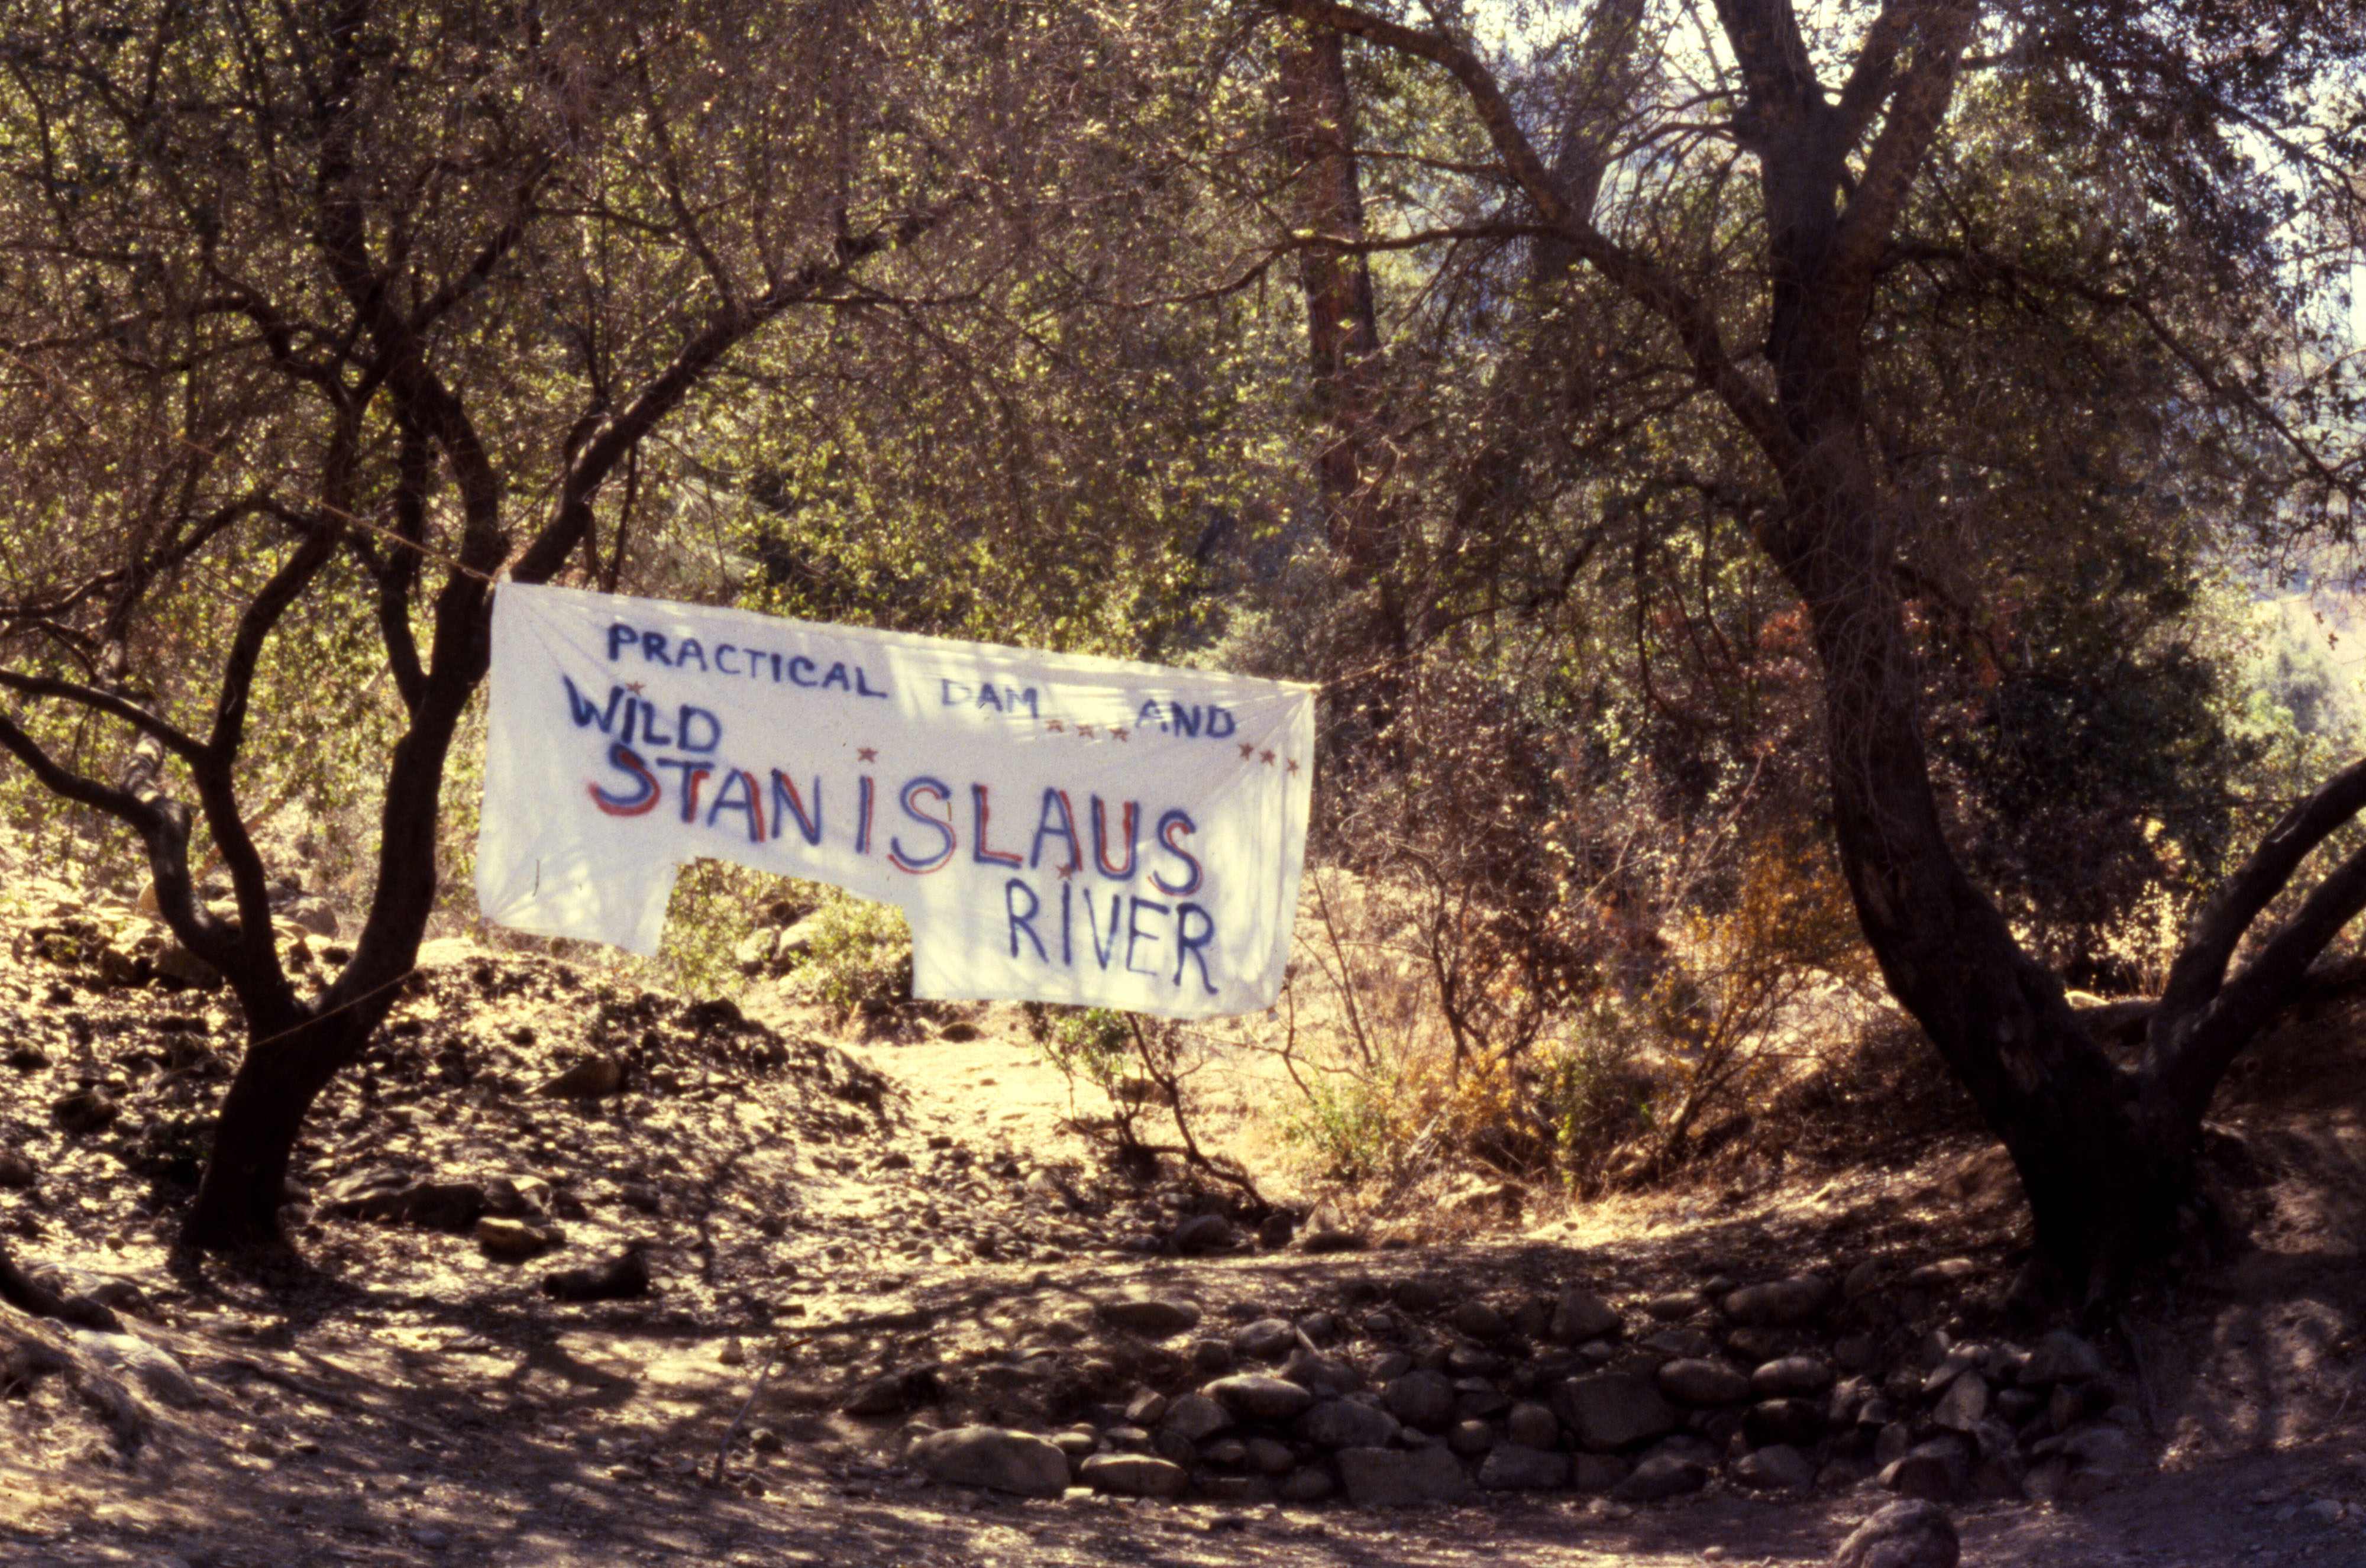 PRACTICAL DAM... AND...
WILD
STANISLAUS
RIVER